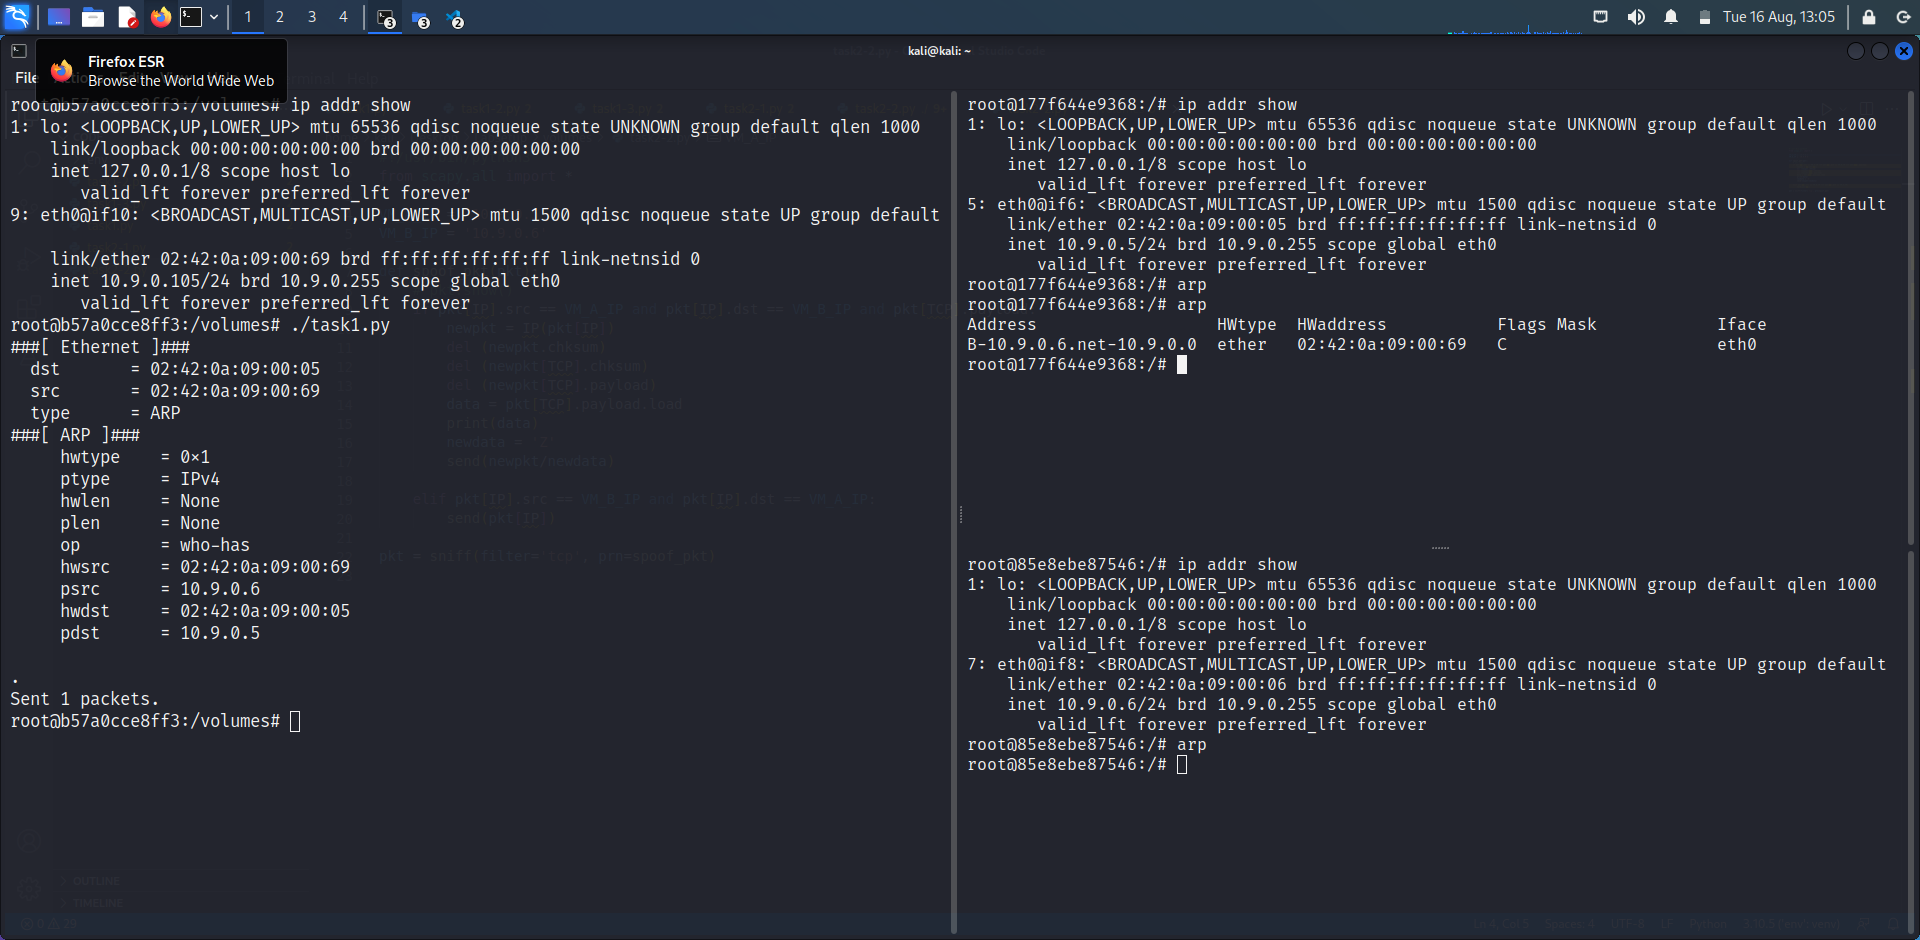 1 2 3 4
3
3
2
Tue 16 Aug, 13:05
kali@kali: ~
File
Firefox ESR
Browse the World Wide Web
root@b57a0cce8ff3:/volumes# ip addr show
1: lo: <LOOPBACK,UP,LOWER_UP> mtu 65536 qdisc noqueue state UNKNOWN group default qlen 1000
link/loopback 00:00:00:00:00:00 brd 00:00:00:00:00:00
inet 127.0.0.1/8 scope host lo
valid_lft forever preferred_lft forever
9: eth0@if10: <BROADCAST,MULTICAST,UP,LOWER_UP> mtu 1500 qdisc noqueue state UP group default
link/ether 02:42:0a:09:00:69 brd ff:ff:ff:ff:ff:ff link-netnsid 0
inet 10.9.0.105/24 brd 10.9.0.255 scope global eth0
valid_lft forever preferred_lft forever
root@b57a0cce8ff3:/volumes# ./task1.py
###[ Ethernet ]###
dst = 02:42:0a:09:00:05
src = 02:42:0a:09:00:69
type = ARP
###[ ARP ]###
hwtype = 0×1
ptype = IPv4
hwlen = None
plen = None
op = who-has
hwsrc = 02:42:0a:09:00:69
psrc = 10.9.0.6
hwdst = 02:42:0a:09:00:05
pdst = 10.9.0.5
.
Sent 1 packets.
root@b57a0cce8ff3:/volumes#
root@177f644e9368:/# ip addr show
1: lo: <LOOPBACK,UP,LOWER_UP> mtu 65536 qdisc noqueue state UNKNOWN group default qlen 1000
link/loopback 00:00:00:00:00:00 brd 00:00:00:00:00:00
inet 127.0.0.1/8 scope host lo
valid_lft forever preferred_lft forever
5: eth0@if6: <BROADCAST,MULTICAST,UP,LOWER_UP> mtu 1500 qdisc noqueue state UP group default
link/ether 02:42:0a:09:00:05 brd ff:ff:ff:ff:ff:ff link-netnsid 0
inet 10.9.0.5/24 brd 10.9.0.255 scope global eth0
valid_lft forever preferred_lft forever
root@177f644e9368:/# arp
root@177f644e9368:/# arp
Address HWtype HWaddress Flags Mask Iface
B-10.9.0.6.net-10.9.0.0 ether 02:42:0a:09:00:69 C eth0
root@177f644e9368:/#
root@85e8ebe87546:/# ip addr show
1: lo: <LOOPBACK,UP,LOWER_UP> mtu 65536 qdisc noqueue state UNKNOWN group default qlen 1000
link/loopback 00:00:00:00:00:00 brd 00:00:00:00:00:00
inet 127.0.0.1/8 scope host lo
valid_lft forever preferred_lft forever
7: eth0@if8: <BROADCAST,MULTICAST,UP,LOWER_UP> mtu 1500 qdisc noqueue state UP group default
link/ether 02:42:0a:09:00:06 brd ff:ff:ff:ff:ff:ff link-netnsid 0
inet 10.9.0.6/24 brd 10.9.0.255 scope global eth0
valid_lft forever preferred_lft forever
root@85e8ebe87546:/# arp
root@85e8ebe87546:/#